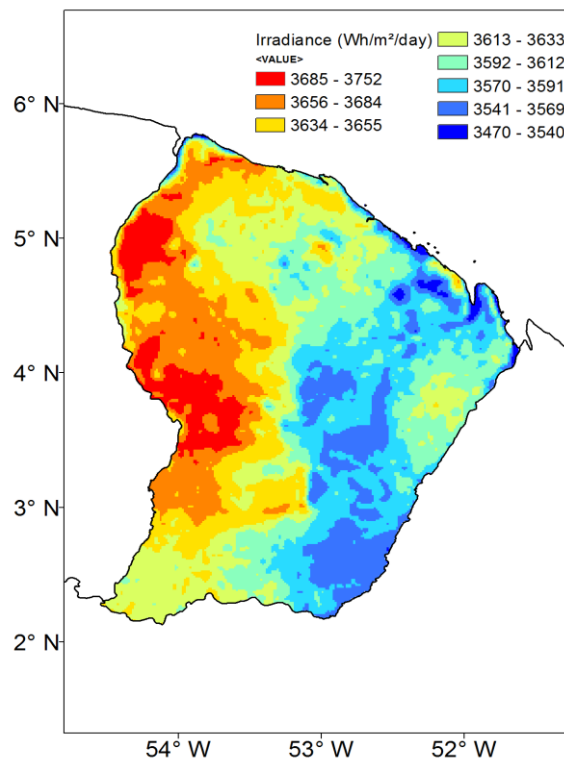 Irradiance (Wh/m²/day)
<VALUE>
3685 - 3752
3656 - 3684
3634 - 3655
3613 - 3633
3592 - 3612
3570 - 3591
3541 - 3569
3470 - 3540
6° N
5° N
4° N
3° N
2° N
54° W
53° W
52° W